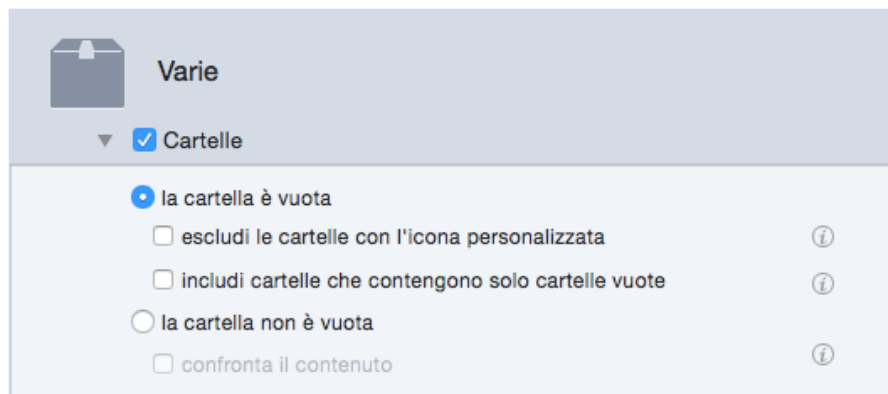 Varie
Cartelle
la cartella è vuota
escludi le cartelle con l'icona personalizzata
includi cartelle che contengono solo cartelle vuote
la cartella non è vuota
confronta il contenuto